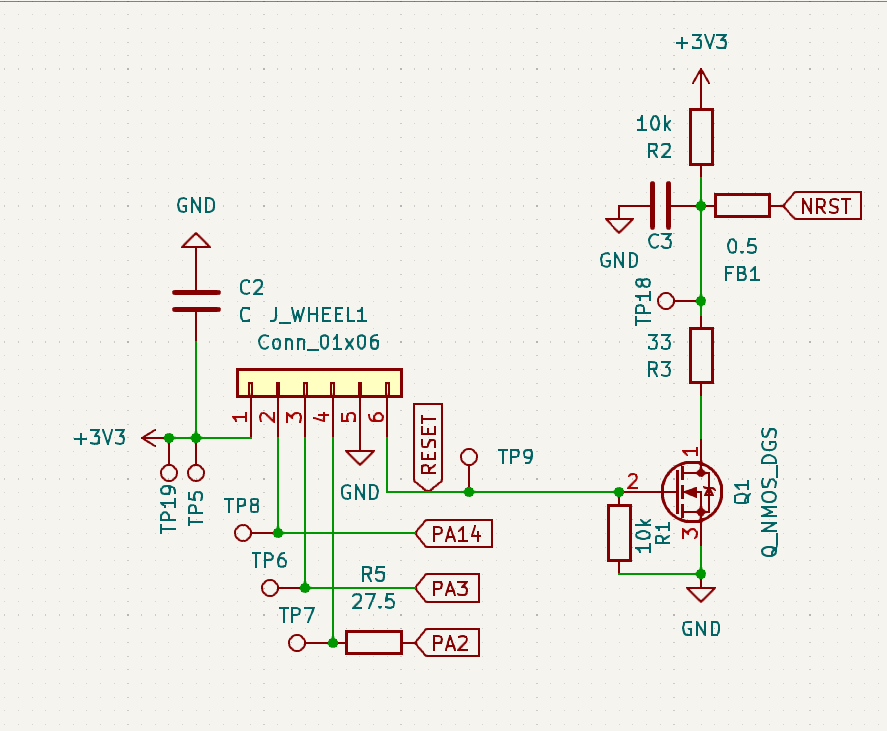 +3V3
10k
R2
NRST
GND
C3
GND
0.5
FB1
TP18
C2
C
J_WHEEL1
Conn_01x06
33
R3
1
2
3
4
5
6
+3V3
TP19
TP5
GND
RESET
TP9
TP8
PA14
TP6
R5
PA3
27.5
TP7
PA2
1
2
3
Q1
Q_NMOS_DGS
10k
R1
GND